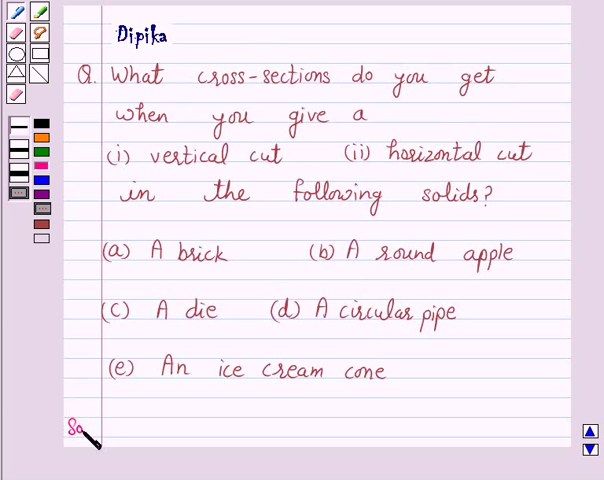 Dipika
Q. What cross-sections do you get
when you give a
(i) vertical cut (ii) horizontal cut
in the following solids?
(a) A brick (b) A round apple
(c) A die (d) A circular pipe
(e) An ice cream cone
So